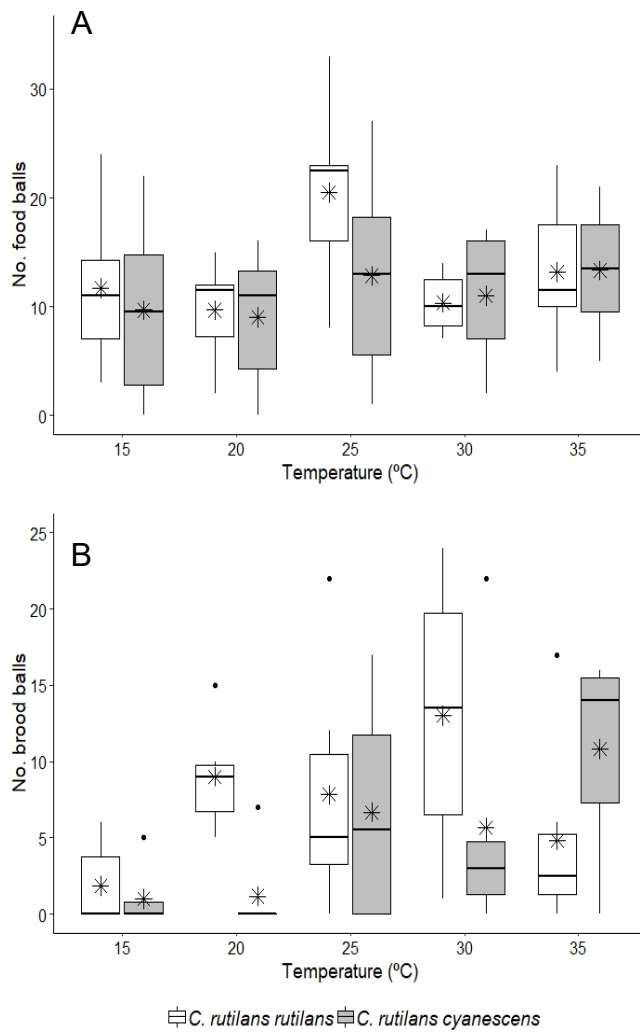 A
No. food balls
30
20
10
0
15 20 25 30 35
Temperature (ºC)
B
No. brood balls
25
20
15
10
5
0
15 20 25 30 35
Temperature (ºC)
C. rutilans rutilans C. rutilans cyanescens